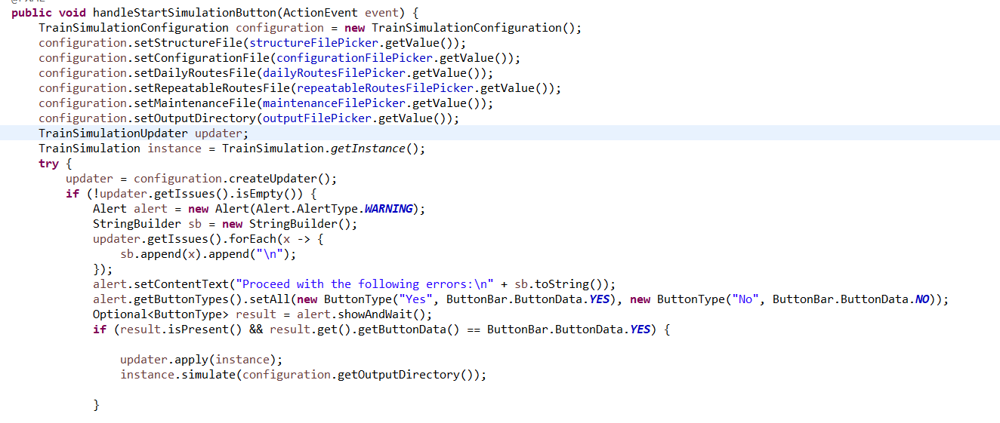 public void handleStartSimulationButton(ActionEvent event) {
    TrainSimulationConfiguration configuration = new TrainSimulationConfiguration();
    configuration.setStructureFile(structureFilePicker.getValue());
    configuration.setConfigurationFile(configurationFilePicker.getValue());
    configuration.setDailyRoutesFile(dailyRoutesFilePicker.getValue());
    configuration.setRepeatableRoutesFile(repeatableRoutesFilePicker.getValue());
    configuration.setMaintenanceFile(maintenanceFilePicker.getValue());
    configuration.setOutputDirectory(outputFilePicker.getValue());
    TrainSimulationUpdater updater;
    TrainSimulation instance = TrainSimulation.getInstance();
    try {
        updater = configuration.createUpdater();
        if (!updater.getIssues().isEmpty()) {
            Alert alert = new Alert(Alert.AlertType.WARNING);
            StringBuilder sb = new StringBuilder();
            updater.getIssues().forEach(x -> {
                sb.append(x).append("\n");
            });
            alert.setContentText("Proceed with the following errors:\n" + sb.toString());
            alert.getButtonTypes().setAll(new ButtonType("Yes", ButtonBar.ButtonData.YES), new ButtonType("No", ButtonBar.ButtonData.NO));
            Optional<ButtonType> result = alert.showAndWait();
            if (result.isPresent() && result.get().getButtonData() == ButtonBar.ButtonData.YES) {
                updater.apply(instance);
                instance.simulate(configuration.getOutputDirectory());
            }